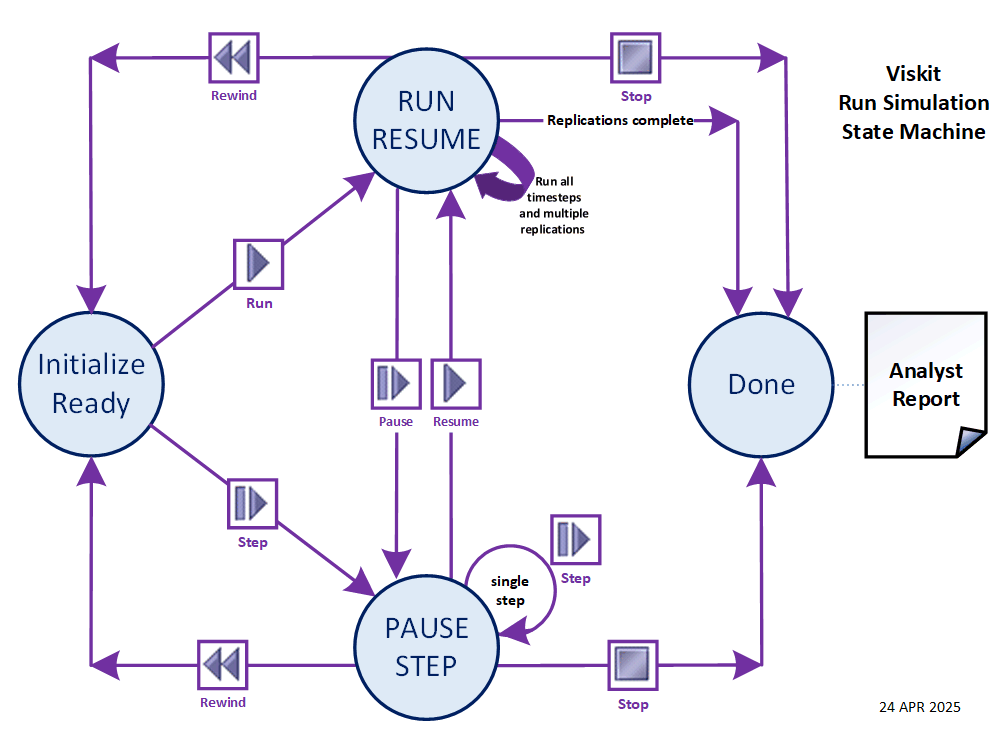 Viskit
Run Simulation
State Machine
Rewind
Stop
RUN
RESUME
Replications complete
Run all
timesteps
and multiple
replications
Run
Initialize
Ready
Pause
Resume
Done
Analyst
Report
Step
single
step
Step
PAUSE
STEP
Rewind
Stop
24 APR 2025